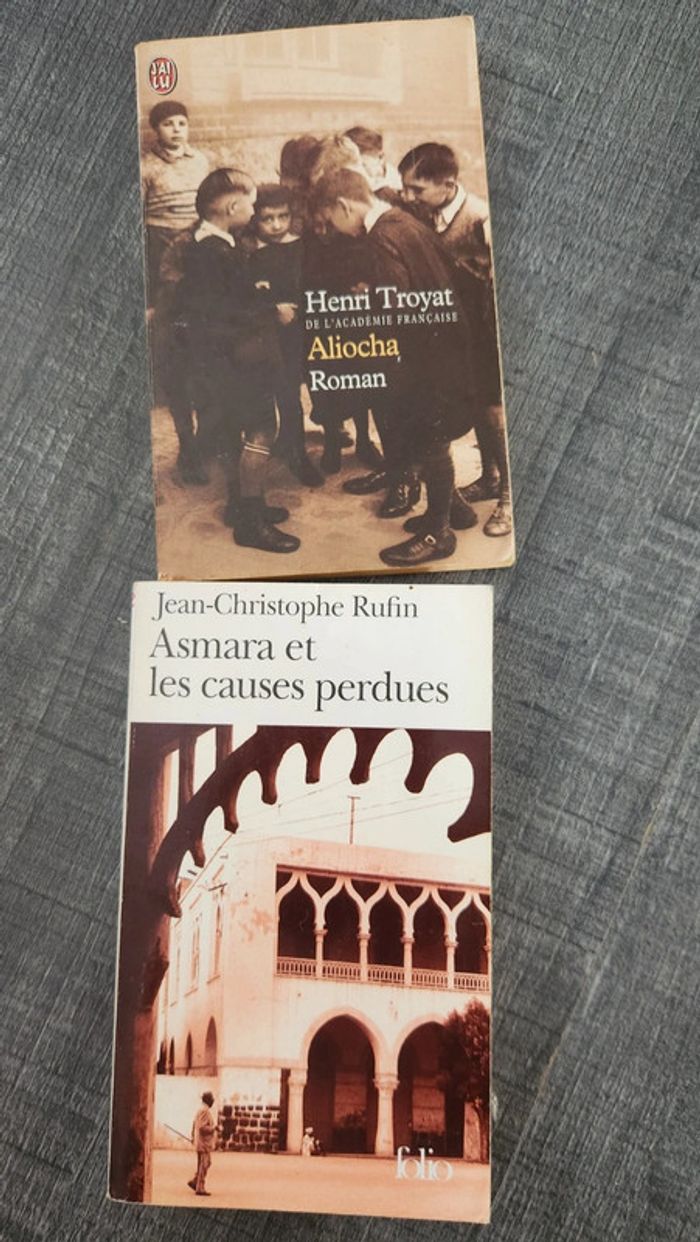 J'AI
LU
Henri Troyat
DE L'ACADÉMIE FRANÇAISE
Aliocha
Roman
Jean-Christophe Rufin
Asmara et
les causes perdues
folio